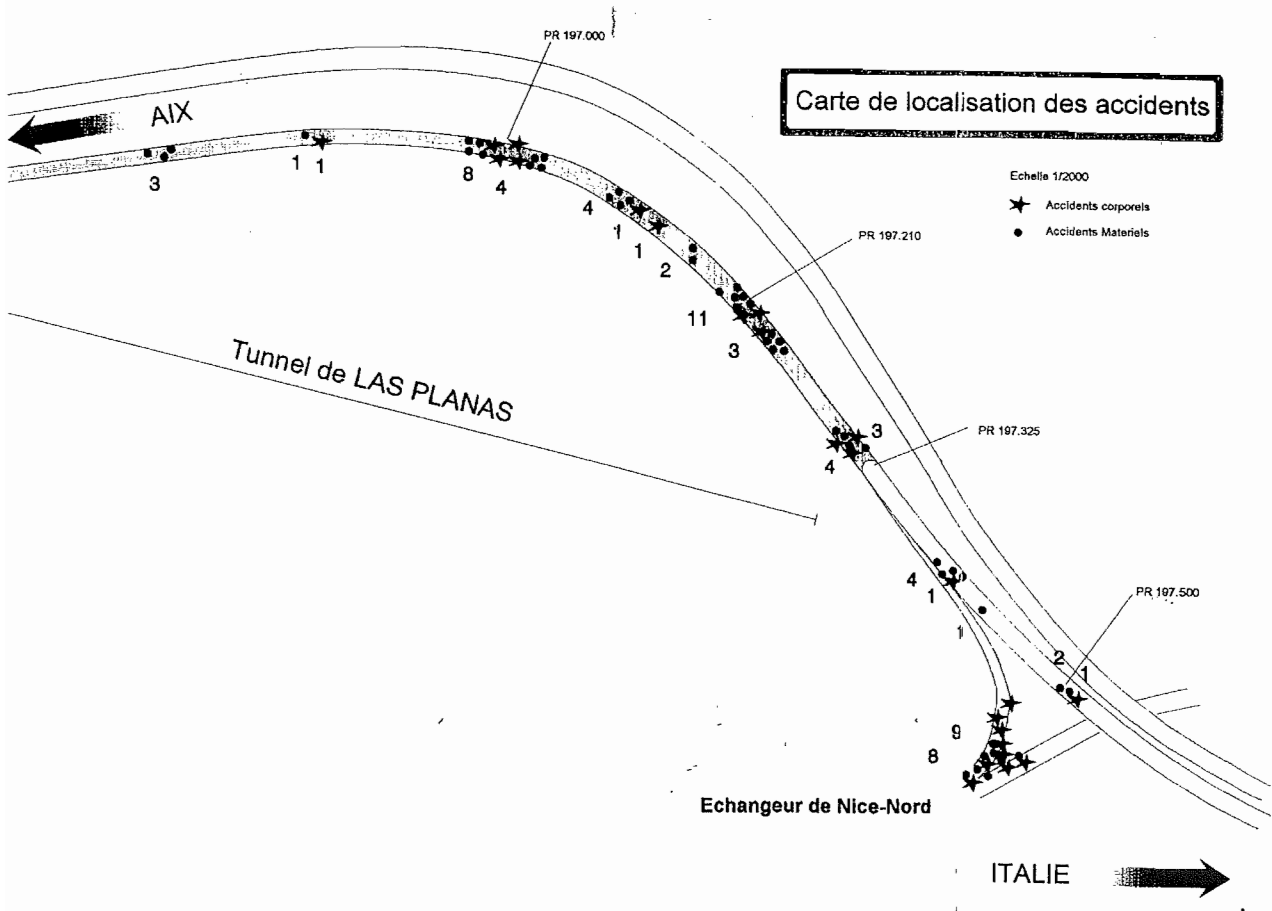 PR 197.000
Carte de localisation des accidents
AIX
Echelle 1/2000
Accidents corporels
Accidents Materiels
3
1
1
8
4
4
1
1
2
PR 197.210
11
3
Tunnel de LAS PLANAS
3
PR 197.325
4
4
1
1
PR 197.500
2
1
9
8
Echangeur de Nice-Nord
ITALIE